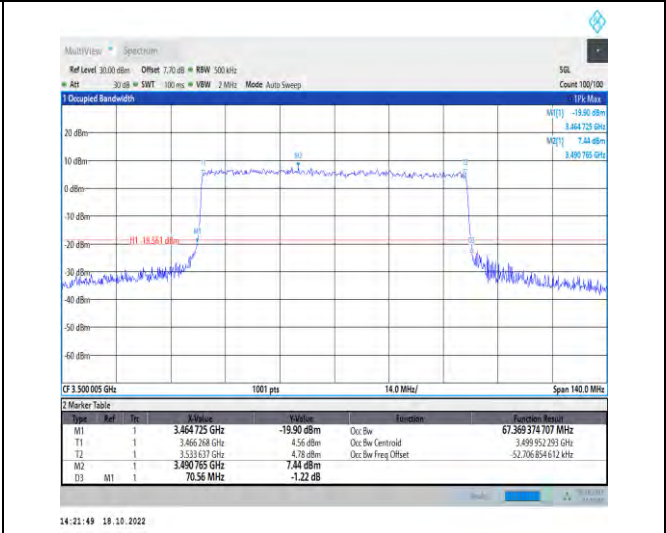 MultiView Spectrum
Ref Level 30.00 dBm Offset 7.70 dB RBW 500 kHz SGL
Att 30 dB SWT 100 ms VBW 2 MHz Mode Auto Sweep Count 100/100
1 Occupied Bandwidth 1Pk Max
M1[1] -19.90 dBm
3.464 725 GHz
M2[1] 7.44 dBm
3.490 765 GHz
20 dBm
10 dBm
M2
0 dBm
-10 dBm
M1
H1 -18.561 dBm
-20 dBm
-30 dBm
-40 dBm
-50 dBm
-60 dBm
CF 3.500 005 GHz 1001 pts 14.0 MHz/ Span 140.0 MHz
2 Marker Table
Type Ref Trc X-Value Y-Value Function Function Result
M1 1 3.464 725 GHz -19.90 dBm Occ Bw 67.369 374 707 MHz
T1 1 3.466 268 GHz 4.56 dBm Occ Bw Centroid 3.499 952 293 GHz
T2 1 3.533 637 GHz 4.78 dBm Occ Bw Freq Offset -52.706 854 612 kHz
M2 1 3.490 765 GHz 7.44 dBm
D3 M1 1 70.56 MHz -1.22 dB
14:21:49 18.10.2022